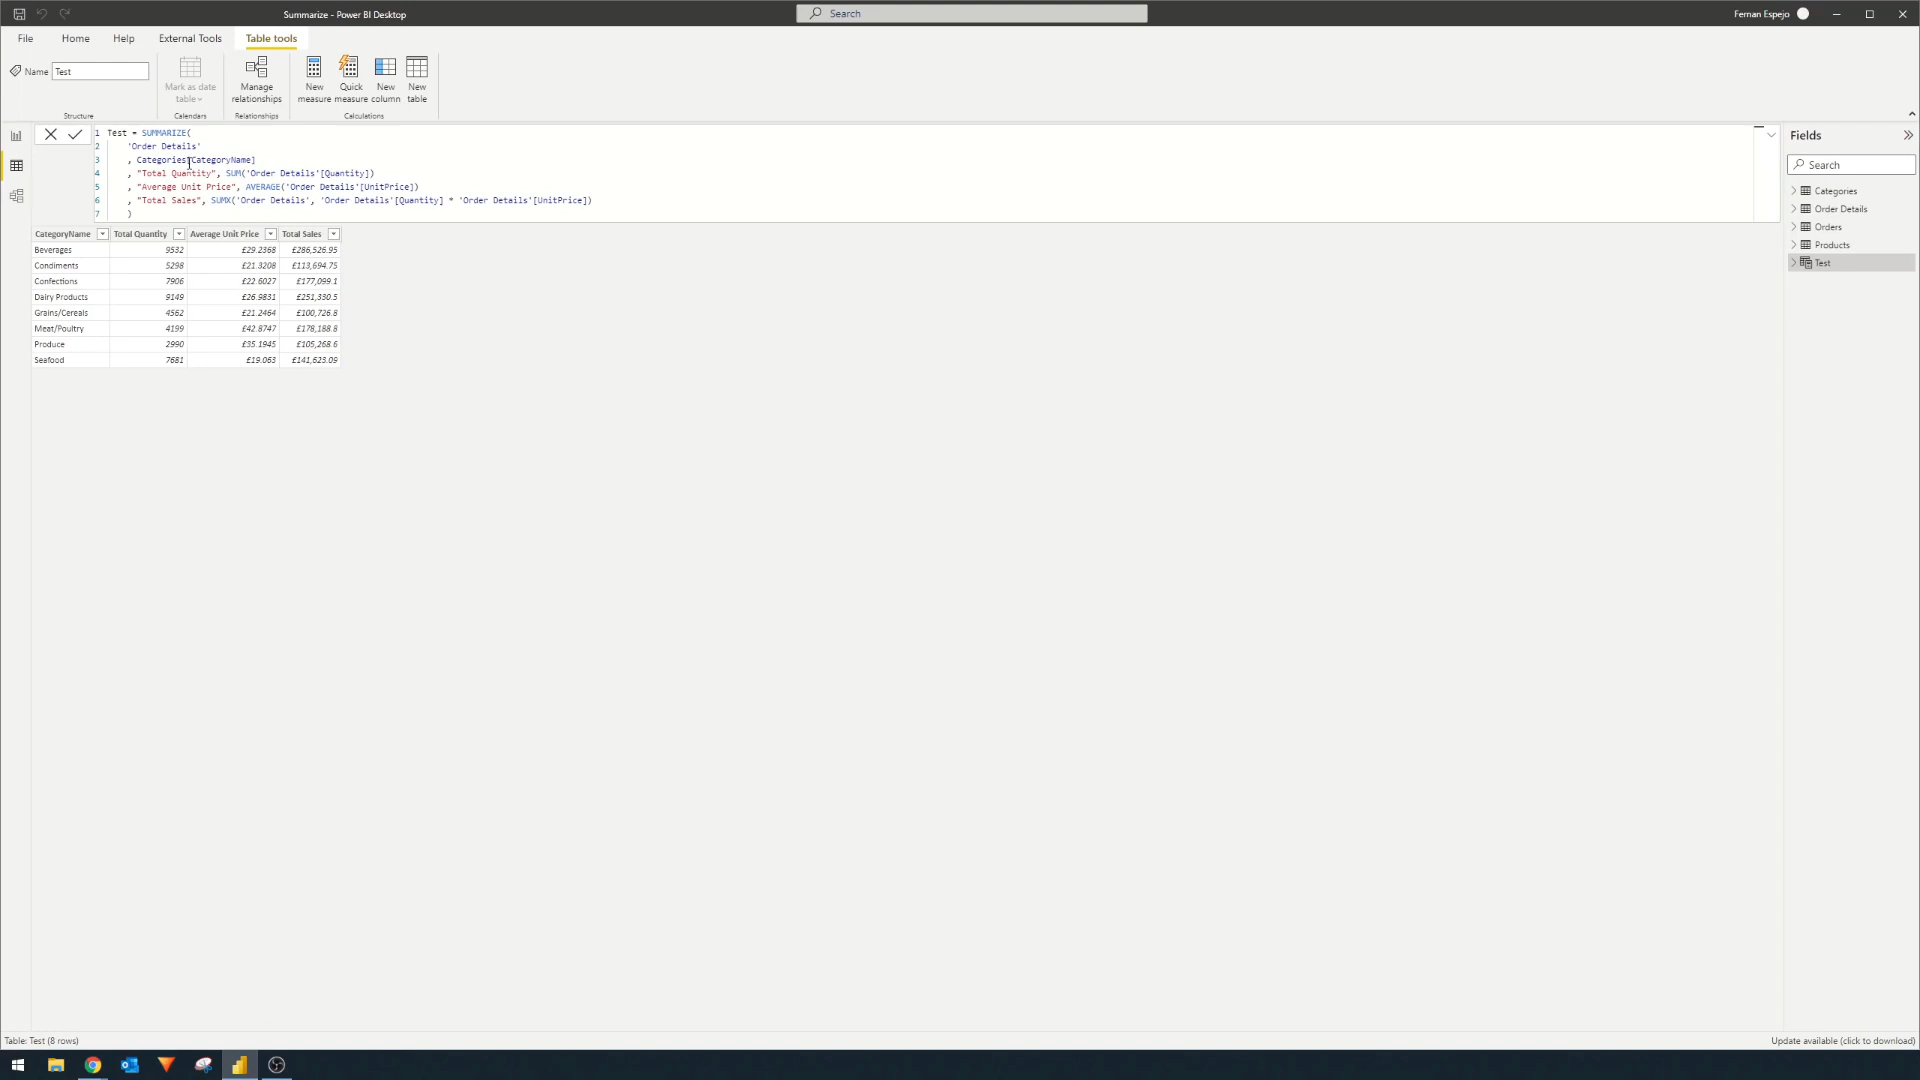 Summarize - Power BI Desktop
Search
Fernan Espejo
File
Home
Help
External Tools
Table tools
Name
Test
Mark as date
table
Manage
relationships
New
measure
Quick
measure
New
column
New
table
Structure
Calendars
Relationships
Calculations
1 Test = SUMMARIZE(
2 'Order Details'
3 , Categories[CategoryName]
4 , "Total Quantity", SUM('Order Details'[Quantity])
5 , "Average Unit Price", AVERAGE('Order Details'[UnitPrice])
6 , "Total Sales", SUMX('Order Details', 'Order Details'[Quantity] * 'Order Details'[UnitPrice])
7 )
CategoryName Total Quantity Average Unit Price Total Sales
Beverages 9532 £29.2368 £286,526.95
Condiments 5298 £21.3208 £113,694.75
Confections 7906 £22.6027 £177,099.1
Dairy Products 9149 £26.9831 £251,330.5
Grains/Cereals 4562 £21.2464 £100,726.8
Meat/Poultry 4199 £42.8747 £178,188.8
Produce 2990 £35.1945 £105,268.6
Seafood 7681 £19.063 £141,623.09
Fields
Search
Categories
Order Details
Orders
Products
Test
Table: Test (8 rows)
Update available (click to download)